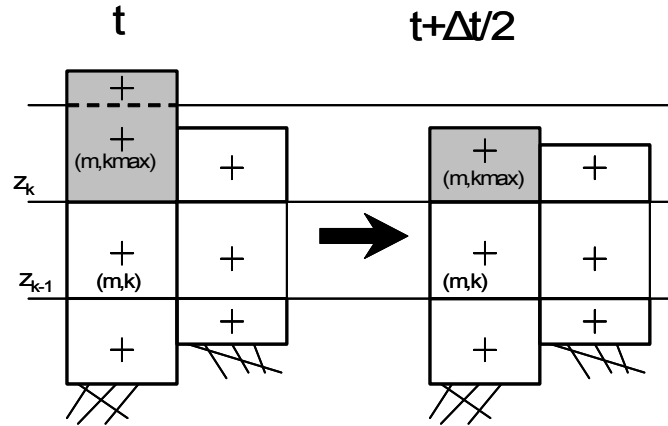 t
t+Δt/2
(m,kmax)
(m,kmax)
z_k
(m,k)
(m,k)
z_k-1